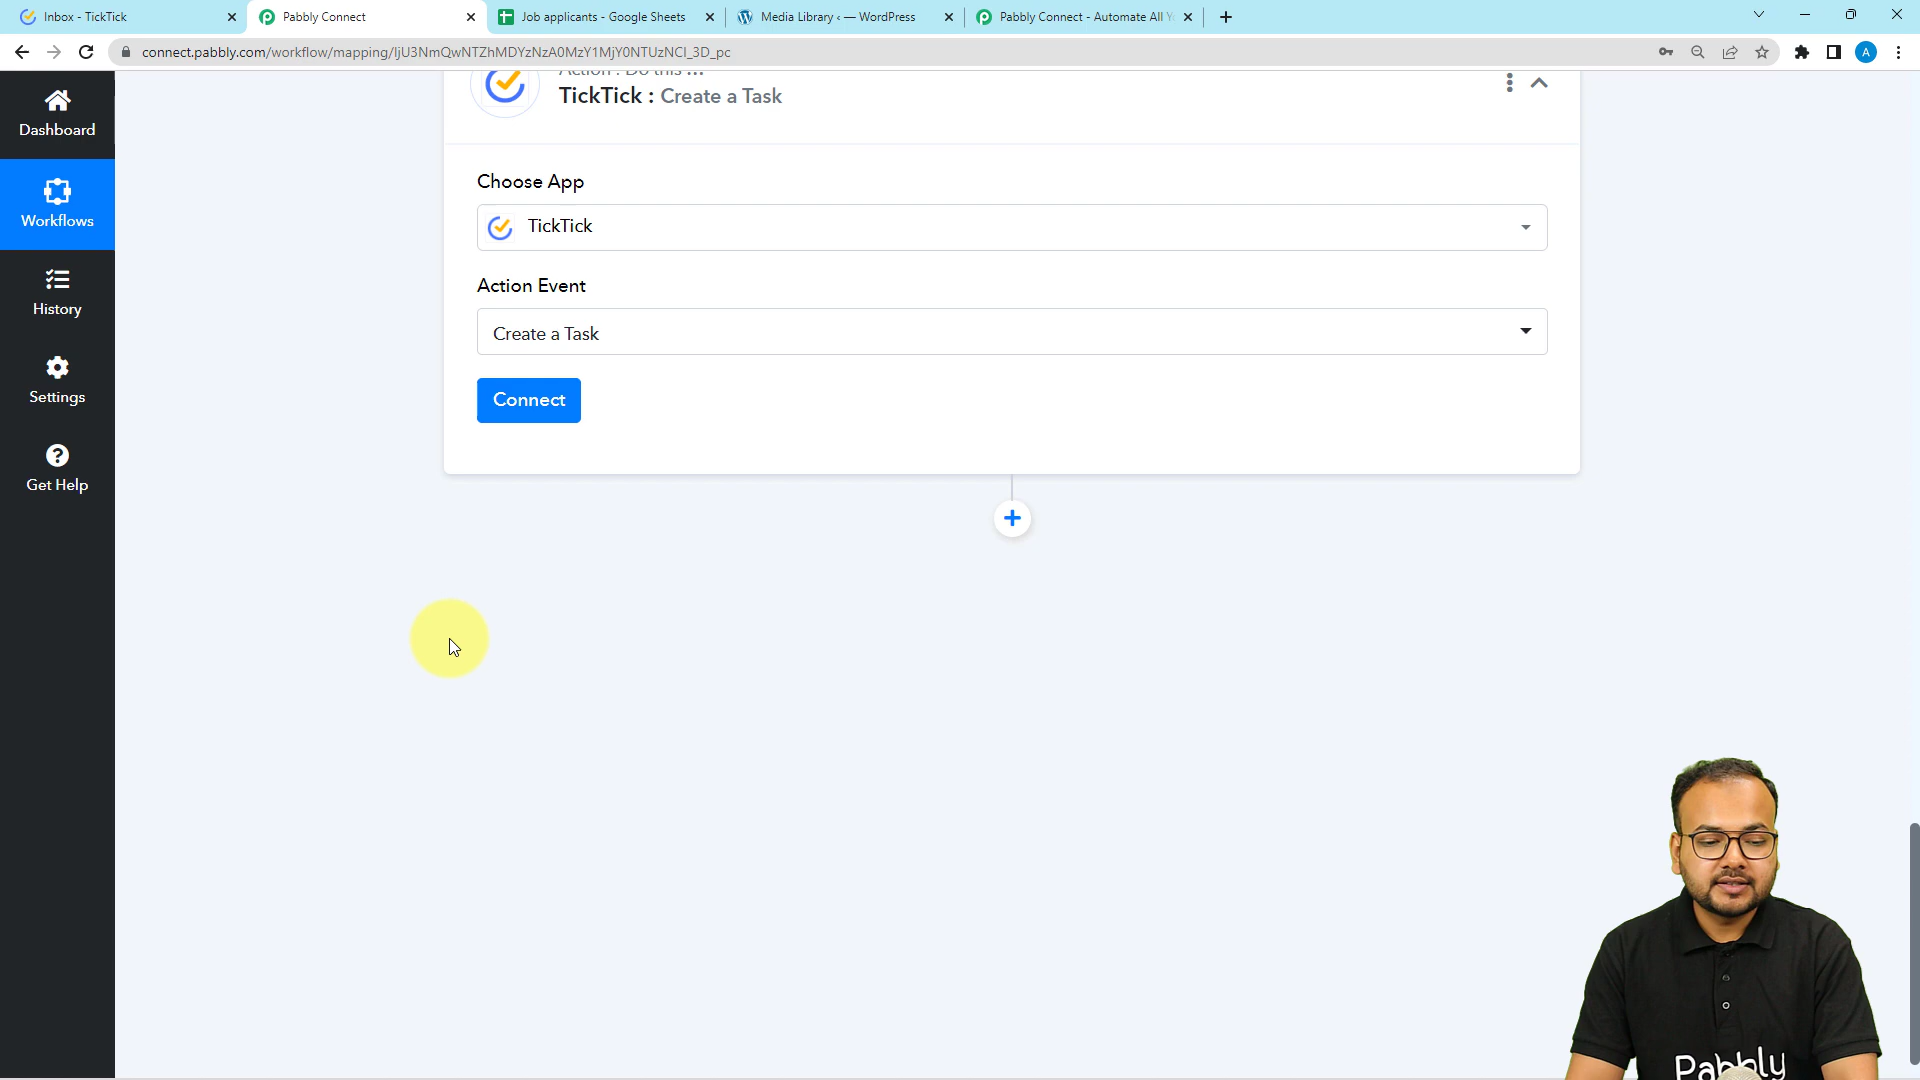 Inbox - TickTick
Pabbly Connect
Job applicants - Google Sheets
Media Library ‹ — WordPress
Pabbly Connect - Automate All Y
connect.pabbly.com/workflow/mapping/IjU3NmQwNTZhMDYzNzA0MzY1MjY0NTUzNCI_3D_pc
A
Action : Do this ...
TickTick : Create a Task
Dashboard
Workflows
History
Settings
Get Help
Choose App
TickTick
Action Event
Create a Task
Connect
Pabbly